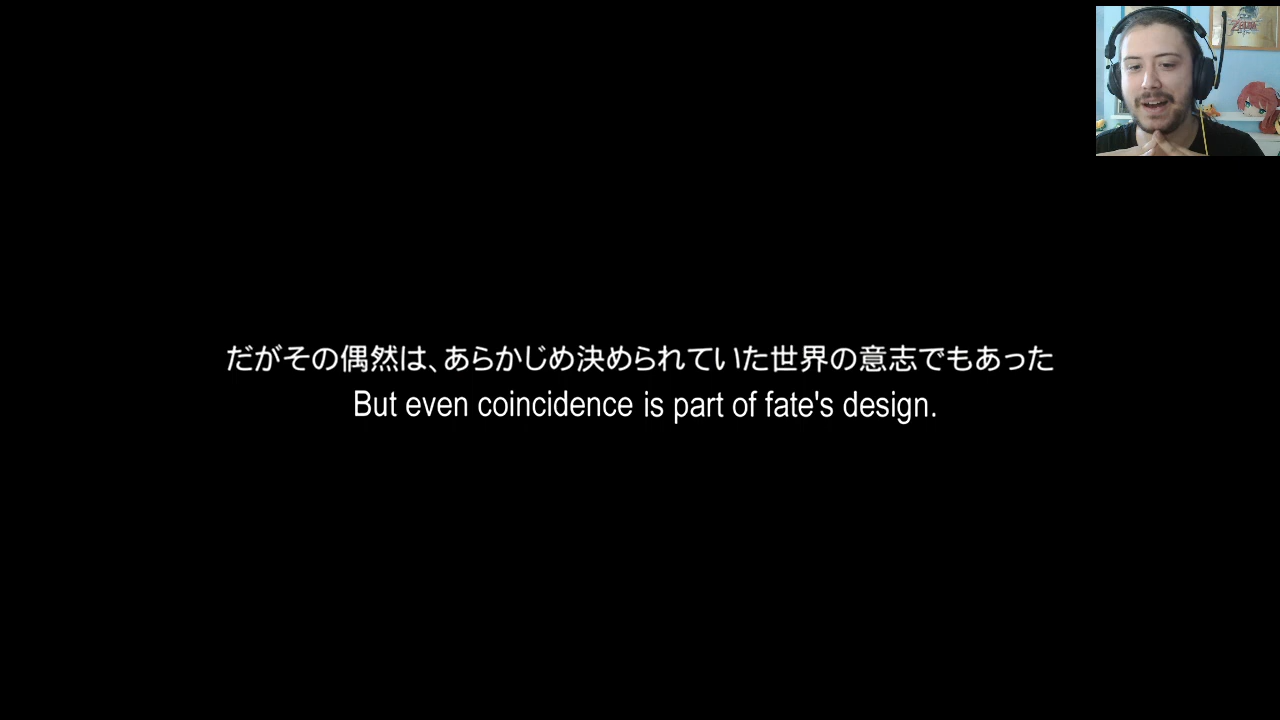 だがその偶然は、あらかじめ決められていた世界の意志でもあった
But even coincidence is part of fate's design.
ZELDA